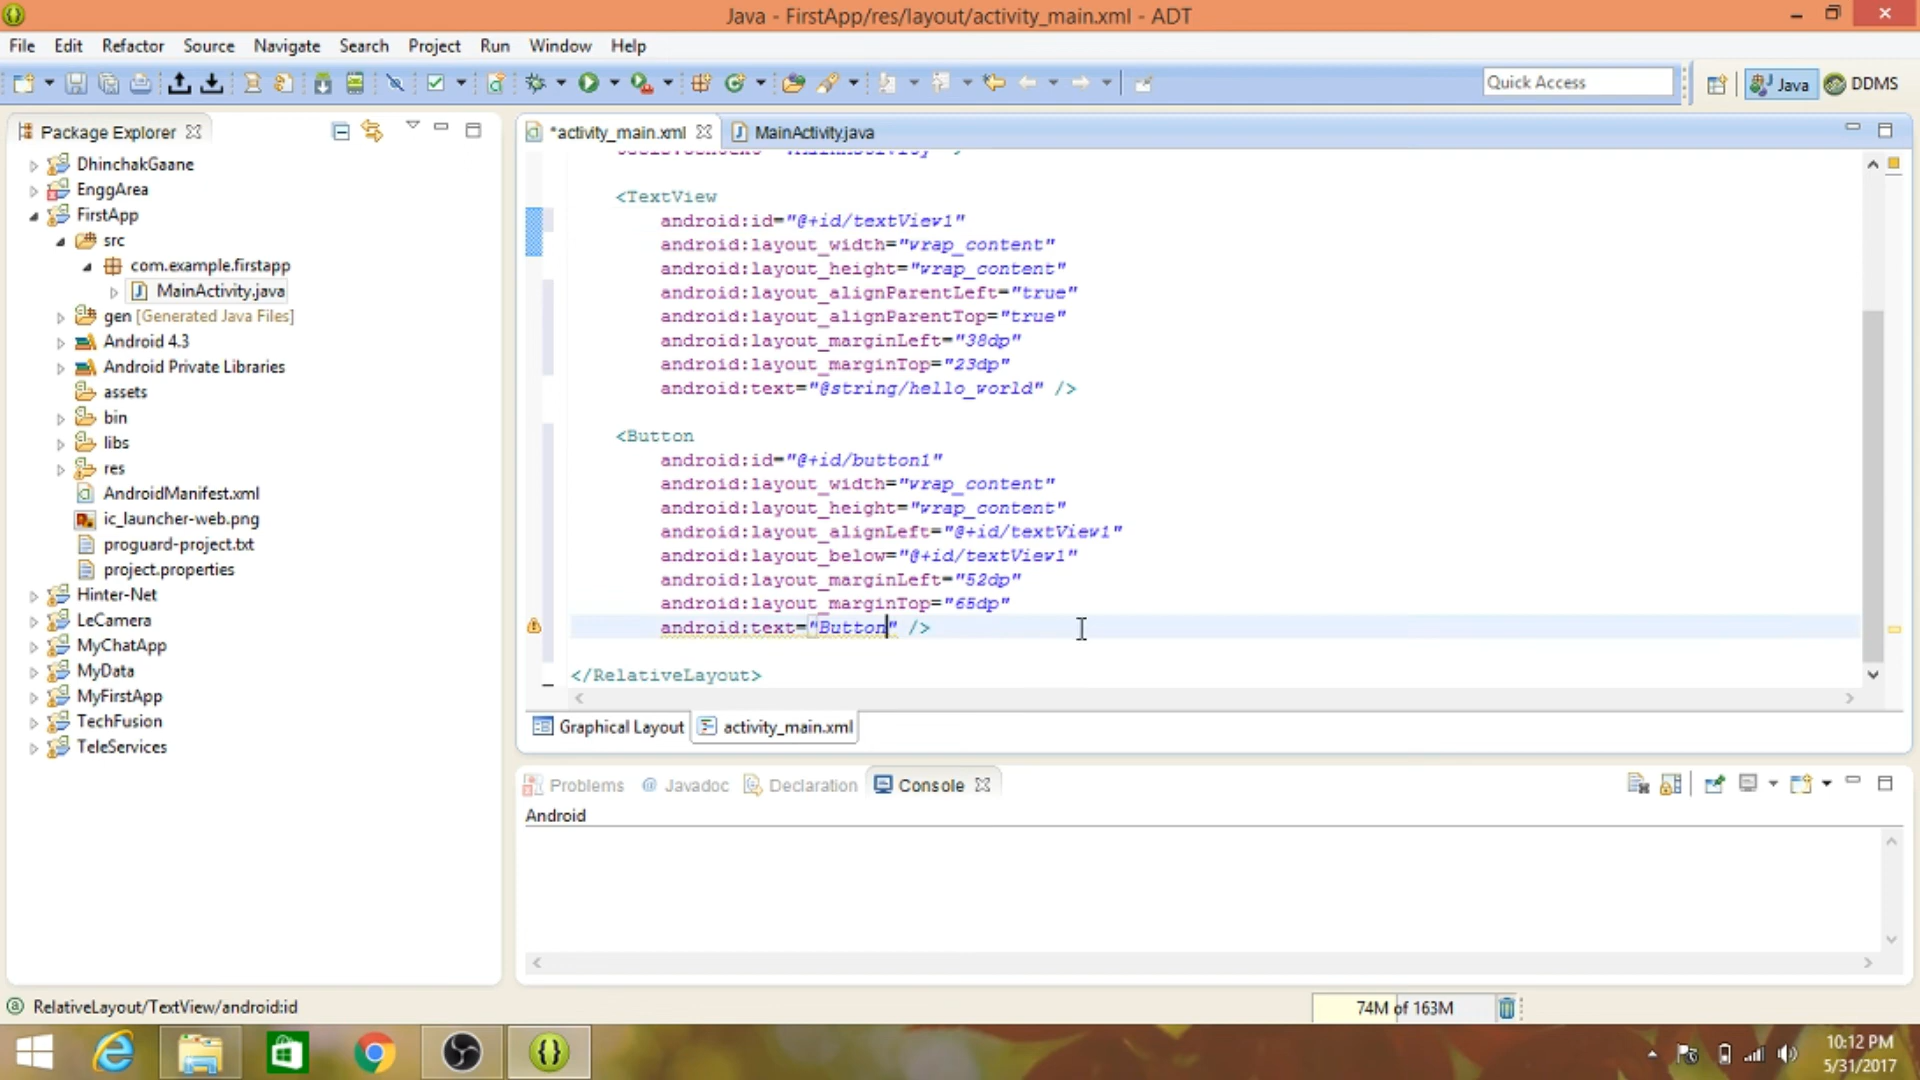 Java - FirstApp/res/layout/activity_main.xml - ADT
File Edit Refactor Source Navigate Search Project Run Window Help
Quick Access
Java
DDMS
Package Explorer
DhinchakGaane
EnggArea
FirstApp
src
com.example.firstapp
MainActivity.java
gen [Generated Java Files]
Android 4.3
Android Private Libraries
assets
bin
libs
res
AndroidManifest.xml
ic_launcher-web.png
proguard-project.txt
project.properties
Hinter-Net
LeCamera
MyChatApp
MyData
MyFirstApp
TechFusion
TeleServices
*activity_main.xml
MainActivity.java
<TextView
android:id="@+id/textView1"
android:layout_width="wrap_content"
android:layout_height="wrap_content"
android:layout_alignParentLeft="true"
android:layout_alignParentTop="true"
android:layout_marginLeft="38dp"
android:layout_marginTop="23dp"
android:text="@string/hello_world" />
<Button
android:id="@+id/button1"
android:layout_width="wrap_content"
android:layout_height="wrap_content"
android:layout_alignLeft="@+id/textView1"
android:layout_below="@+id/textView1"
android:layout_marginLeft="52dp"
android:layout_marginTop="65dp"
android:text="Button" />
</RelativeLayout>
Graphical Layout
activity_main.xml
Problems @ Javadoc Declaration Console
Android
RelativeLayout/TextView/android:id
74M of 163M
10:12 PM
5/31/2017